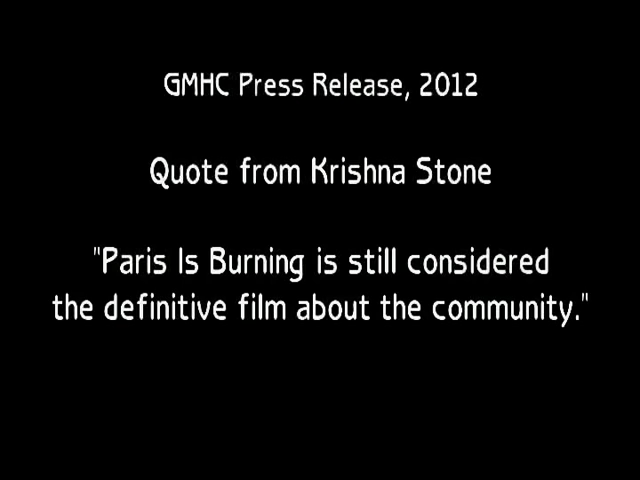 GMHC Press Release, 2012
Quote from Krishna Stone
"Paris Is Burning is still considered
the definitive film about the community."